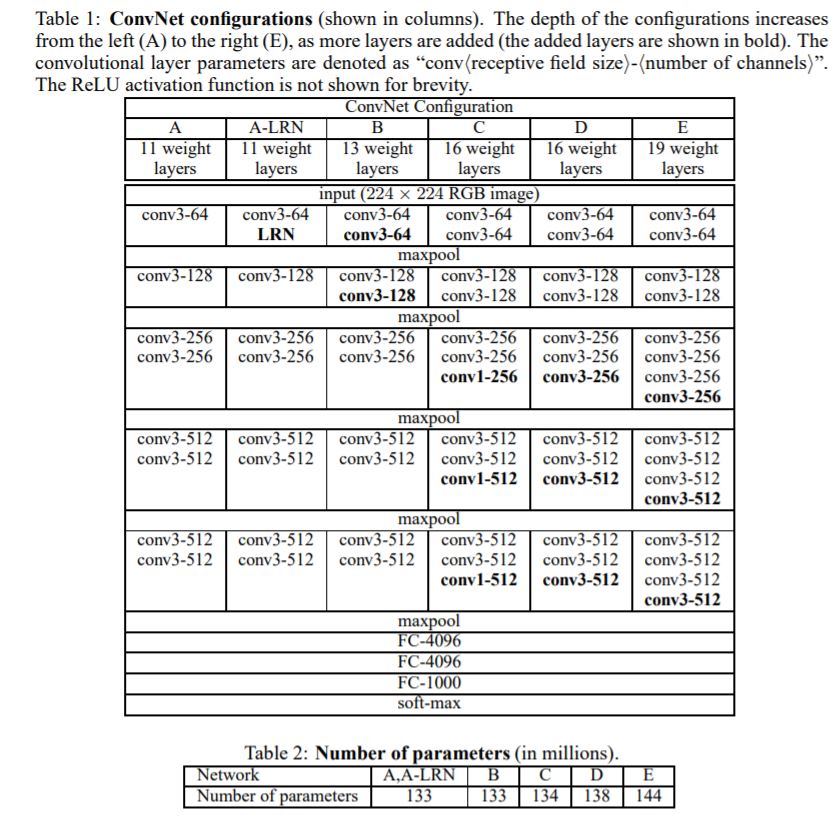 Table 1: ConvNet configurations (shown in columns). The depth of the configurations increases
from the left (A) to the right (E), as more layers are added (the added layers are shown in bold). The
convolutional layer parameters are denoted as “conv⟨receptive field size⟩-⟨number of channels⟩”.
The ReLU activation function is not shown for brevity.
ConvNet Configuration
A A-LRN B C D E
11 weight 11 weight 13 weight 16 weight 16 weight 19 weight
layers layers layers layers layers layers
input (224 × 224 RGB image)
conv3-64 conv3-64 conv3-64 conv3-64 conv3-64 conv3-64
LRN conv3-64 conv3-64 conv3-64 conv3-64
maxpool
conv3-128 conv3-128 conv3-128 conv3-128 conv3-128 conv3-128
conv3-128 conv3-128 conv3-128 conv3-128
maxpool
conv3-256 conv3-256 conv3-256 conv3-256 conv3-256 conv3-256
conv3-256 conv3-256 conv3-256 conv3-256 conv3-256 conv3-256
conv1-256 conv3-256 conv3-256
conv3-256
maxpool
conv3-512 conv3-512 conv3-512 conv3-512 conv3-512 conv3-512
conv3-512 conv3-512 conv3-512 conv3-512 conv3-512 conv3-512
conv1-512 conv3-512 conv3-512
conv3-512
maxpool
conv3-512 conv3-512 conv3-512 conv3-512 conv3-512 conv3-512
conv3-512 conv3-512 conv3-512 conv3-512 conv3-512 conv3-512
conv1-512 conv3-512 conv3-512
conv3-512
maxpool
FC-4096
FC-4096
FC-1000
soft-max
Table 2: Number of parameters (in millions).
Network A,A-LRN B C D E
Number of parameters 133 133 134 138 144